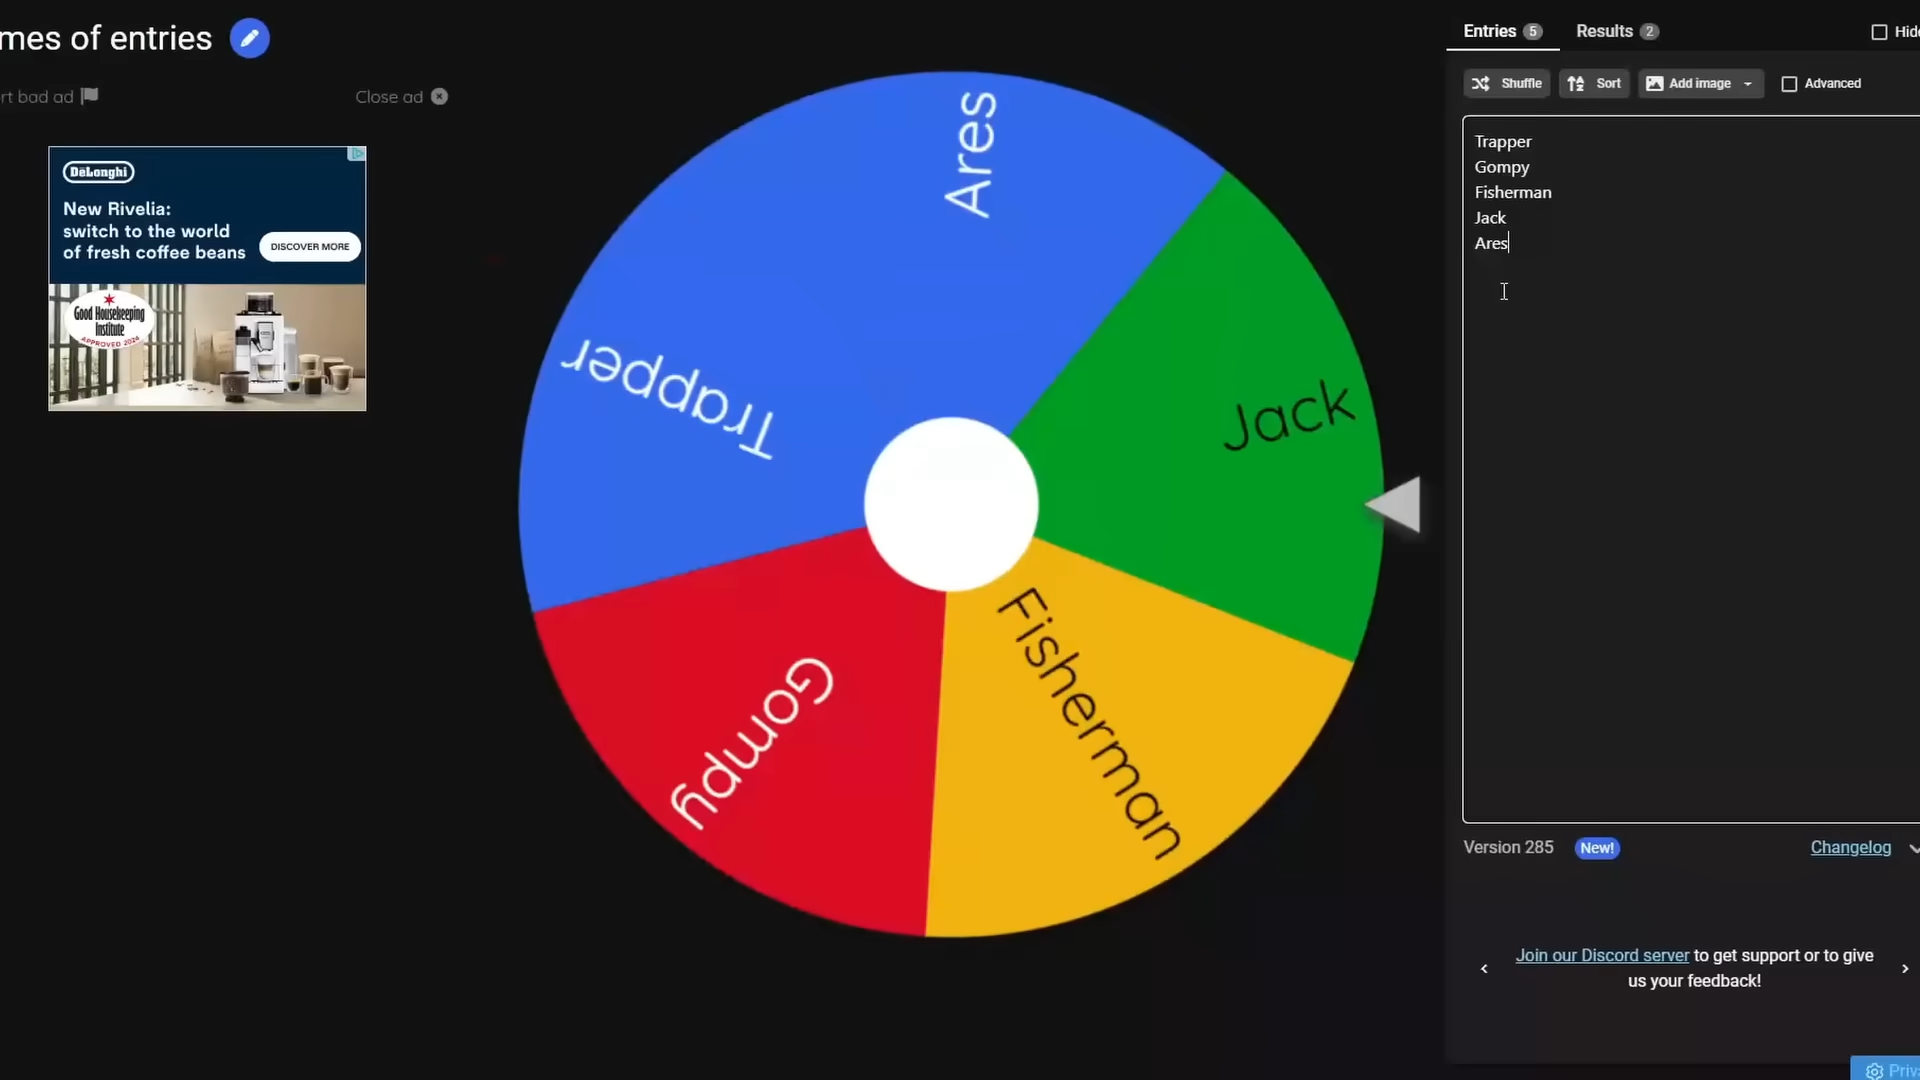 mes of entries
rt bad ad
Close ad
DeLonghi
New Rivelia:
switch to the world
of fresh coffee beans
DISCOVER MORE
Good Housekeeping
Institute
APPROVED 2024
Ares
Trapper
Jack
Gompy
Fisherman
Entries 5
Results 2
Hide
Shuffle
Sort
Add image
Advanced
Trapper
Gompy
Fisherman
Jack
Ares
Version 285
New!
Changelog
Join our Discord server to get support or to give
us your feedback!
Priva